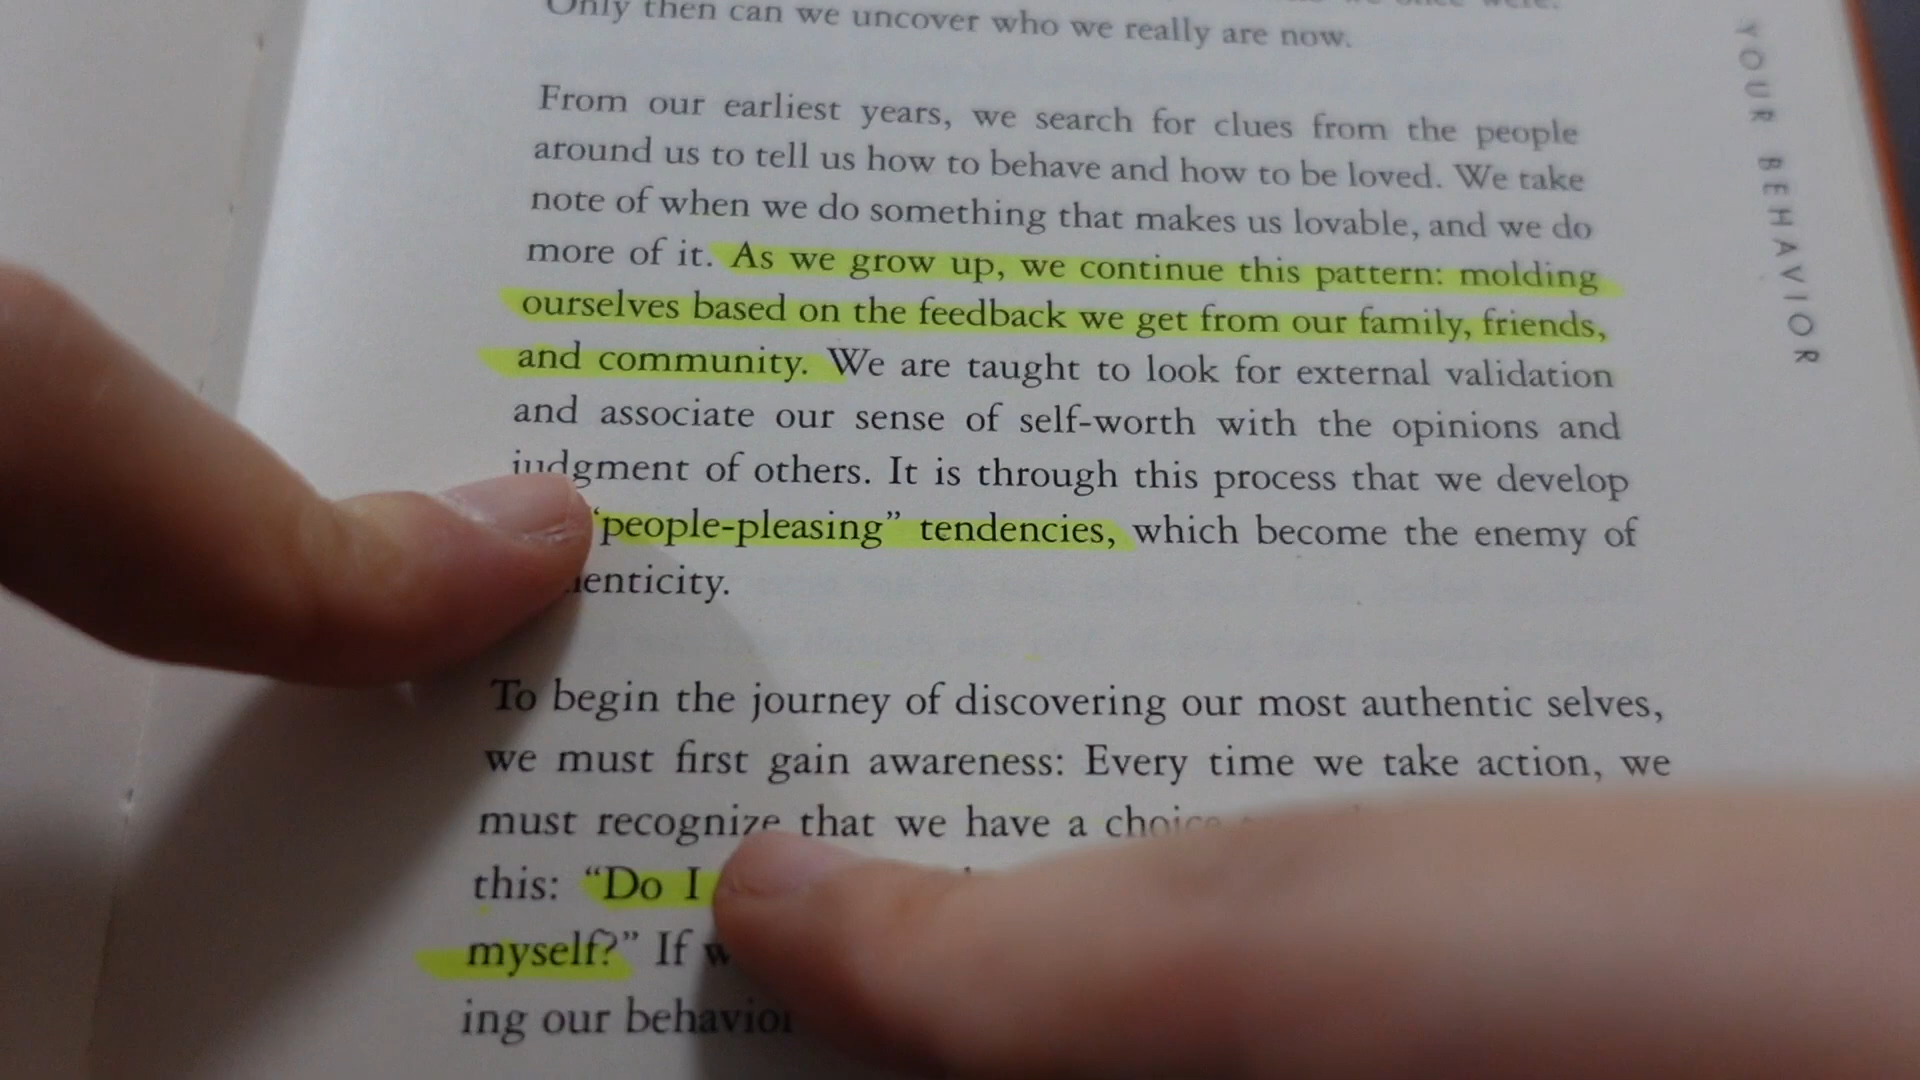 Only then can we uncover who we really are now.
From our earliest years, we search for clues from the people
around us to tell us how to behave and how to be loved. We take
note of when we do something that makes us lovable, and we do
more of it. As we grow up, we continue this pattern: molding
ourselves based on the feedback we get from our family, friends,
and community. We are taught to look for external validation
and associate our sense of self-worth with the opinions and
judgment of others. It is through this process that we develop
“people-pleasing” tendencies, which become the enemy of
To begin the journey of discovering our most authentic selves,
we must first gain awareness: Every time we take action, we
must recognize that we have a choice
this: “Do I
myself?” If
ing our behavior
YOUR BEHAVIOR